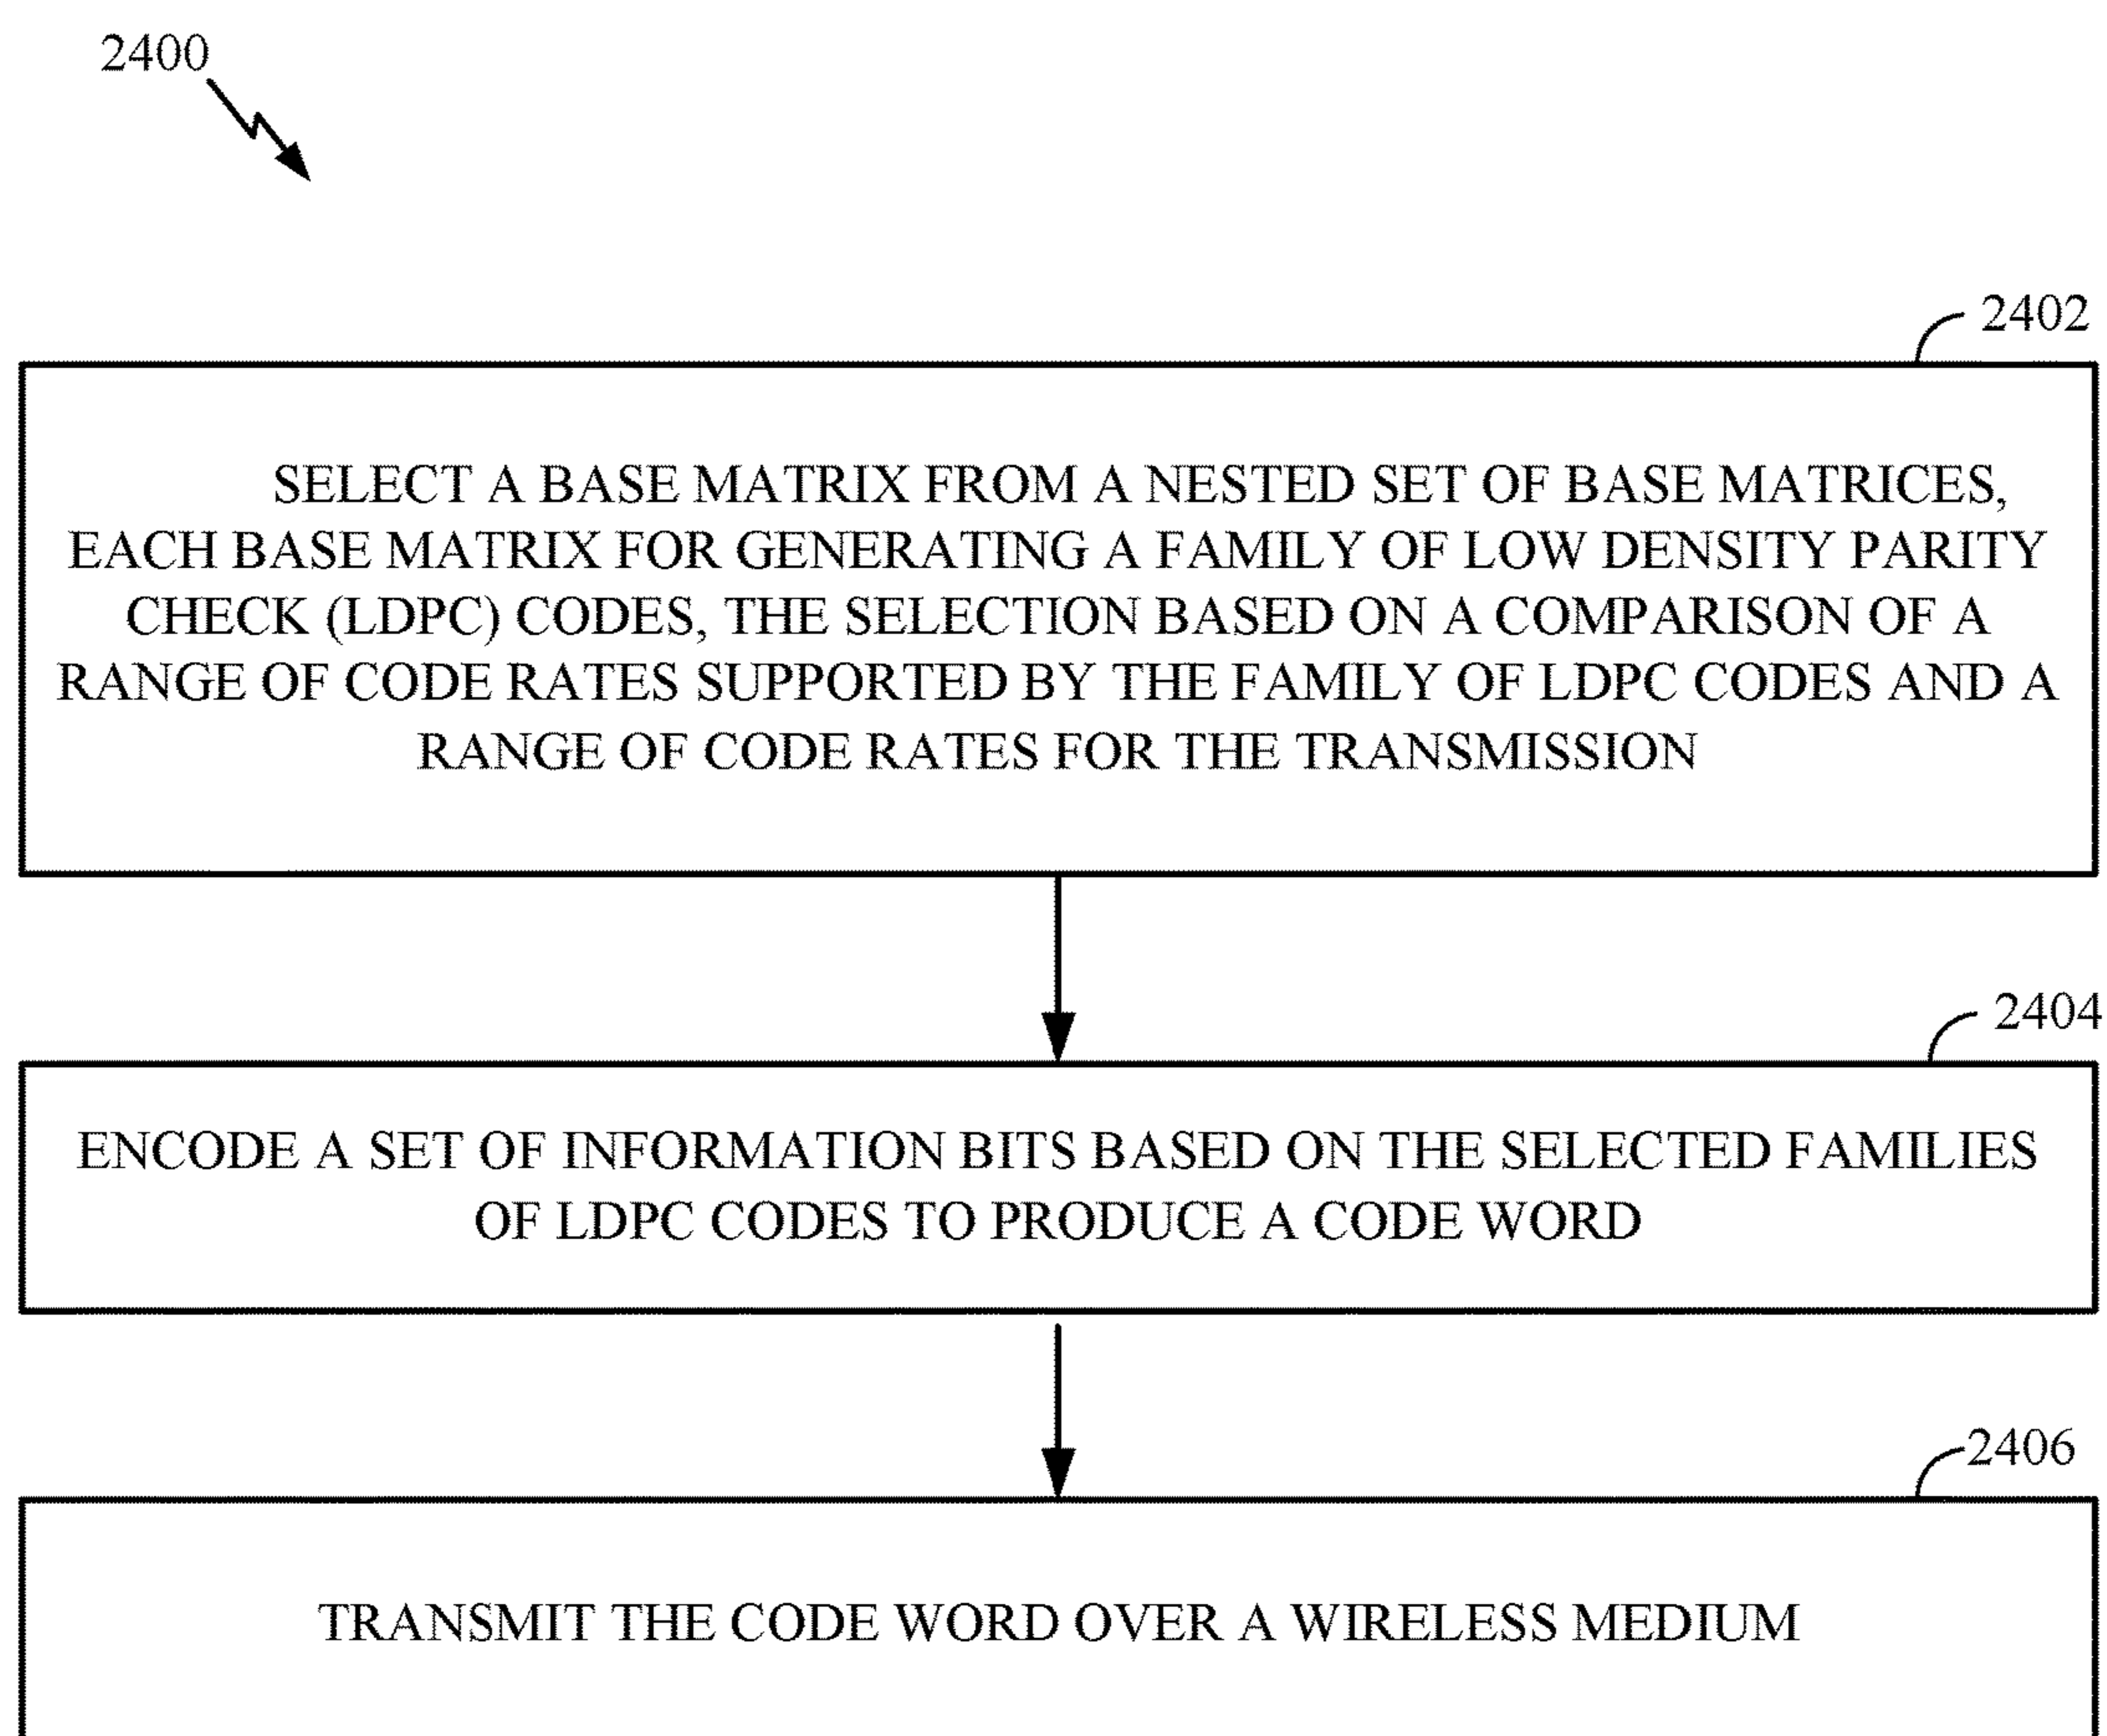 2400
2402
SELECT A BASE MATRIX FROM A NESTED SET OF BASE MATRICES,
EACH BASE MATRIX FOR GENERATING A FAMILY OF LOW DENSITY PARITY
CHECK (LDPC) CODES, THE SELECTION BASED ON A COMPARISON OF A
RANGE OF CODE RATES SUPPORTED BY THE FAMILY OF LDPC CODES AND A
RANGE OF CODE RATES FOR THE TRANSMISSION
2404
ENCODE A SET OF INFORMATION BITS BASED ON THE SELECTED FAMILIES
OF LDPC CODES TO PRODUCE A CODE WORD
2406
TRANSMIT THE CODE WORD OVER A WIRELESS MEDIUM